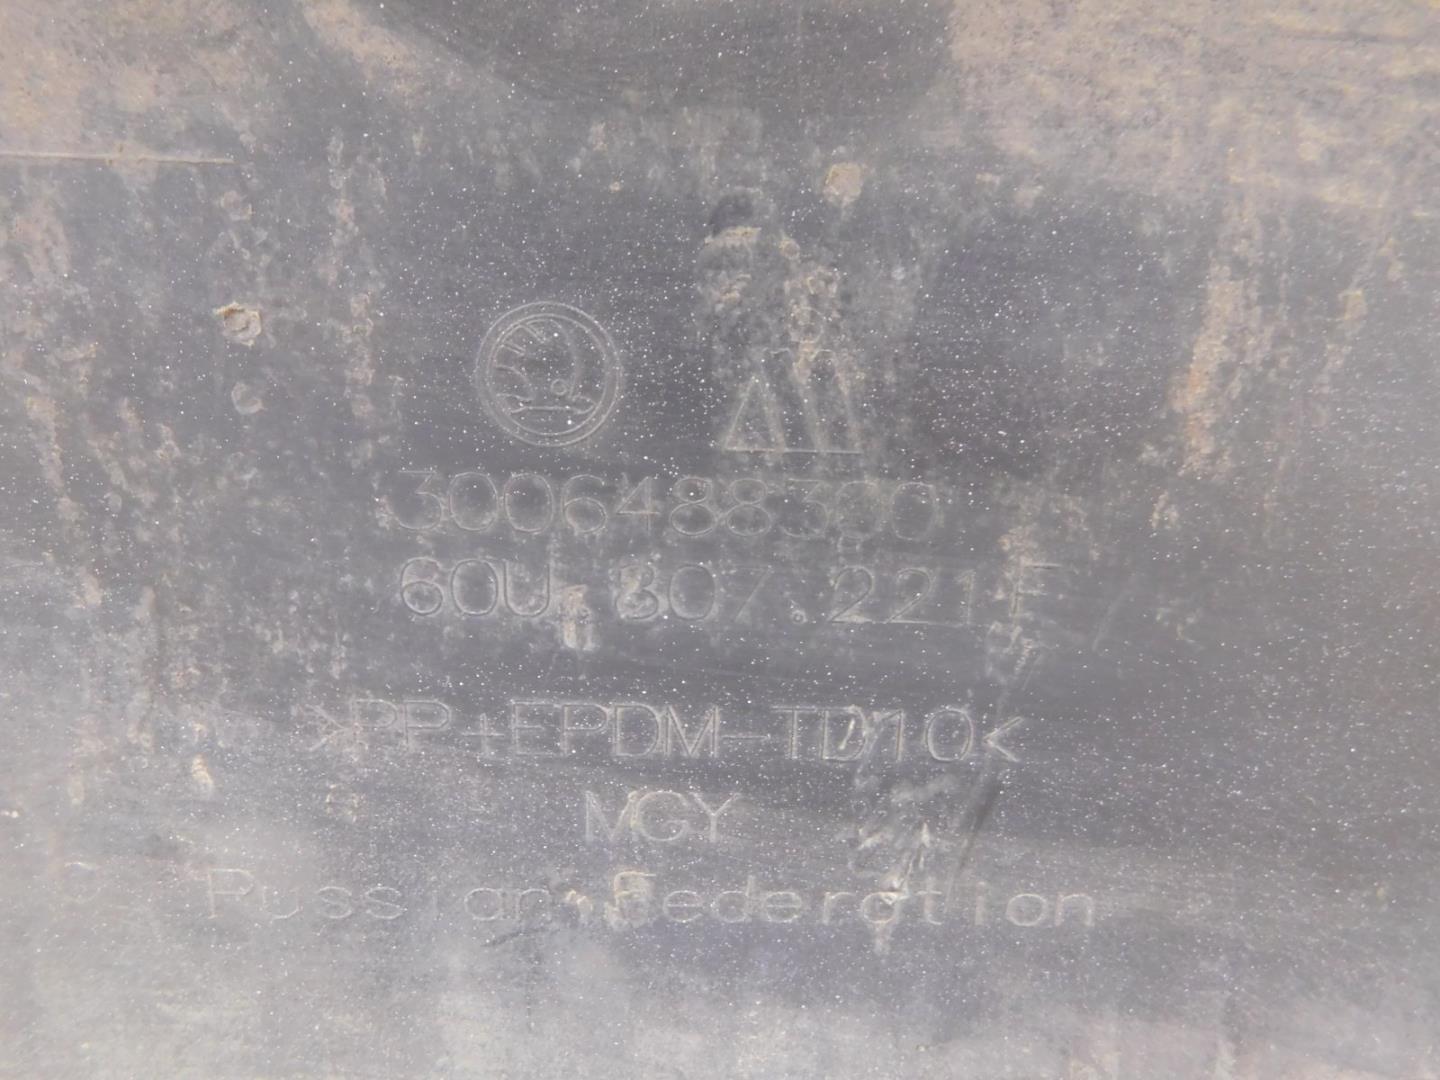 3006488300
60U.807.221 F
>PP+EPDM-TD10<
MGY
Russian Federation